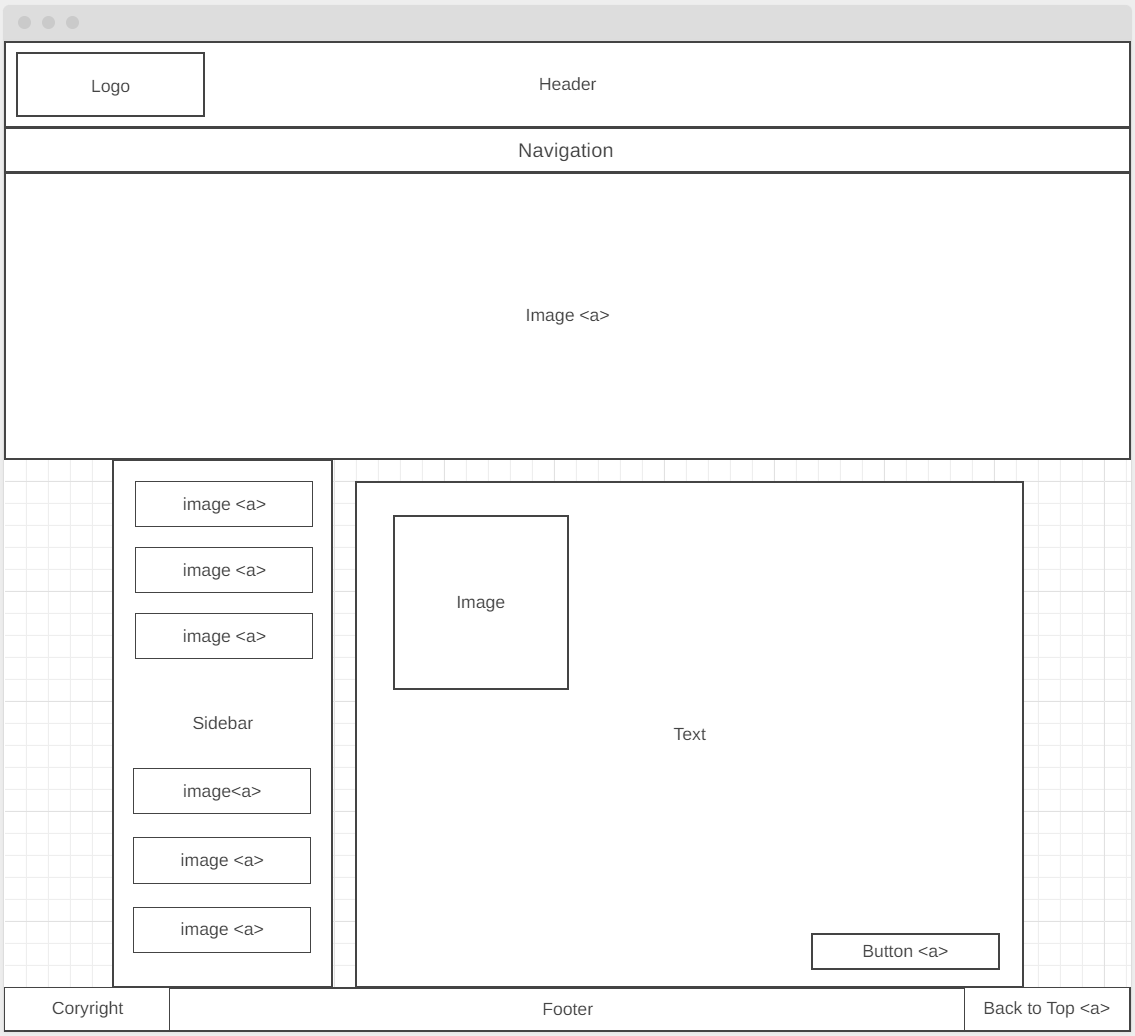 Logo
Header
Navigation
Image <a>
image <a>
image <a>
image <a>
Sidebar
image<a>
image <a>
image <a>
Image
Text
Button <a>
Coryright
Footer
Back to Top <a>